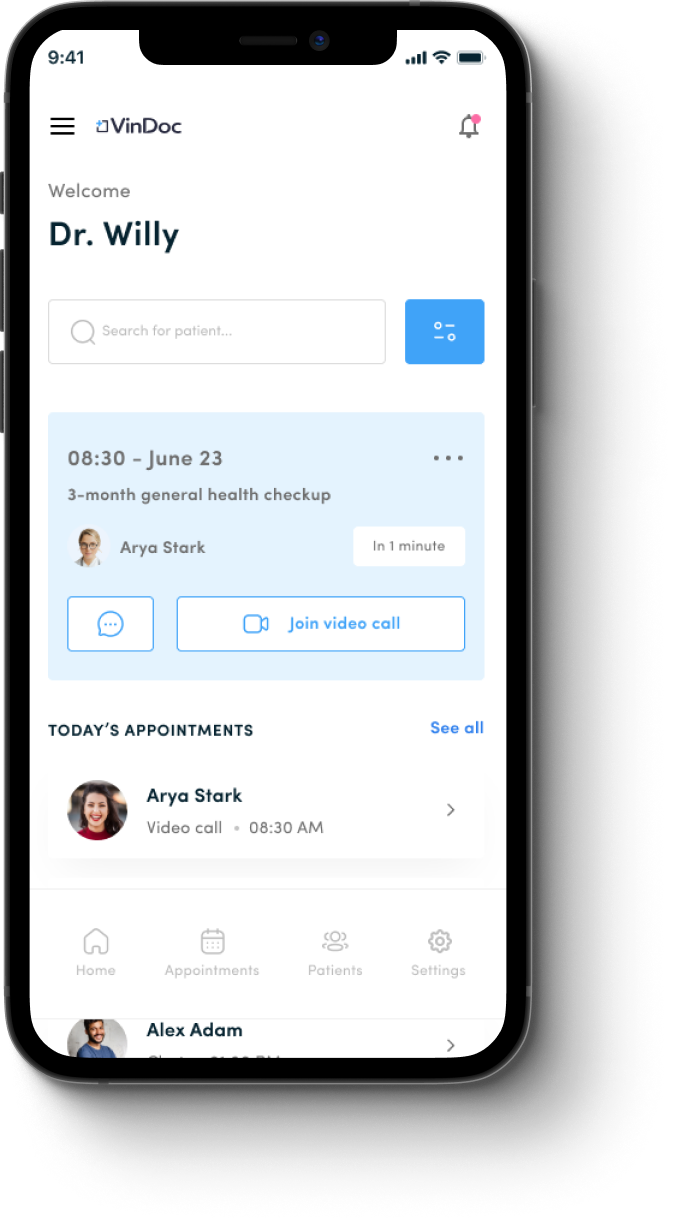 9:41
VinDoc
Welcome
Dr. Willy
Search for patient...
08:30 - June 23
3-month general health checkup
Arya Stark
In 1 minute
Join video call
TODAY’S APPOINTMENTS
See all
Arya Stark
Video call • 08:30 AM
Home
Appointments
Patients
Settings
Alex Adam